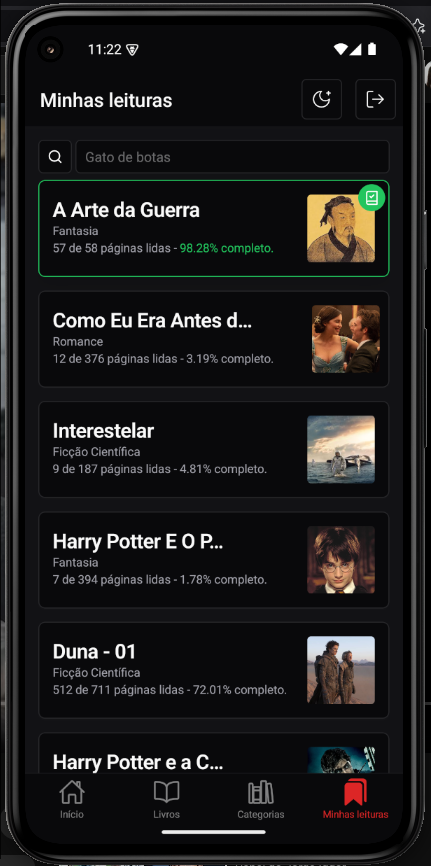 11:22
Minhas leituras
Gato de botas
A Arte da Guerra
Fantasia
57 de 58 páginas lidas - 98.28% completo.
Como Eu Era Antes d...
Romance
12 de 376 páginas lidas - 3.19% completo.
Interestelar
Ficção Científica
9 de 187 páginas lidas - 4.81% completo.
Harry Potter E O P...
Fantasia
7 de 394 páginas lidas - 1.78% completo.
Duna - 01
Ficção Científica
512 de 711 páginas lidas - 72.01% completo.
Harry Potter e a C...
Início
Livros
Categorias
Minhas leituras